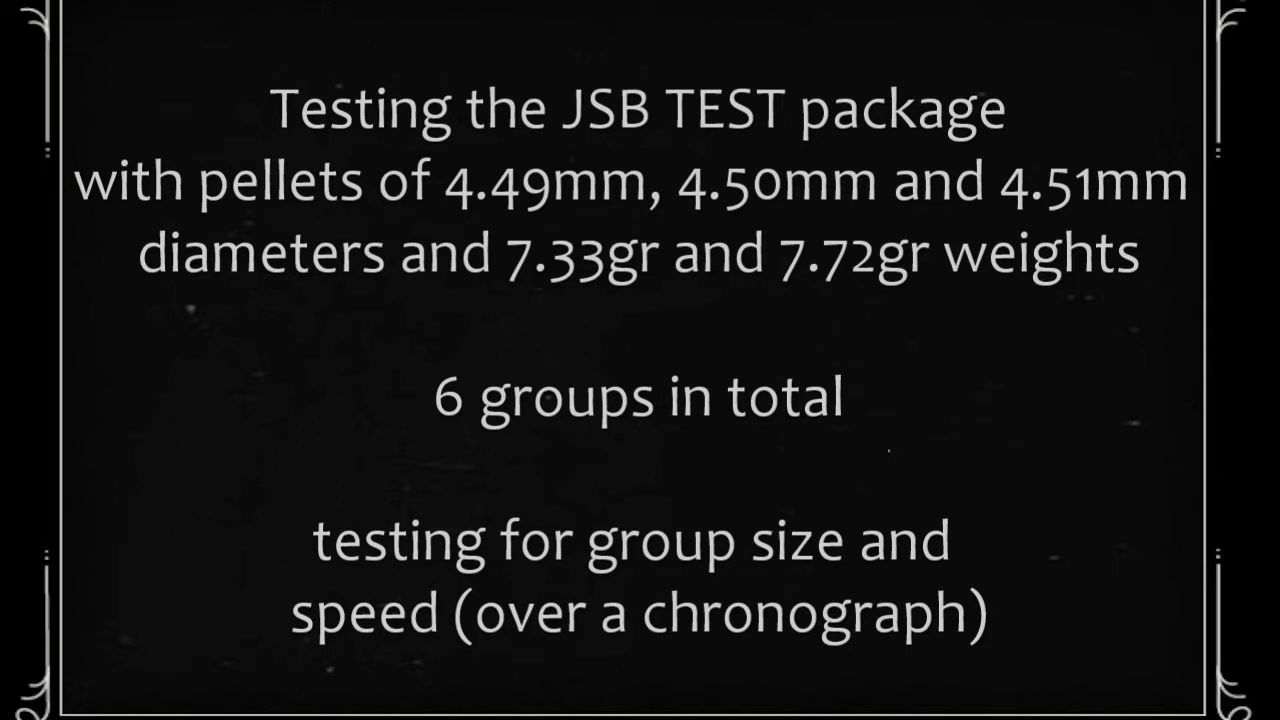 Testing the JSB TEST package
with pellets of 4.49mm, 4.50mm and 4.51mm
diameters and 7.33gr and 7.72gr weights
6 groups in total
testing for group size and
speed (over a chronograph)